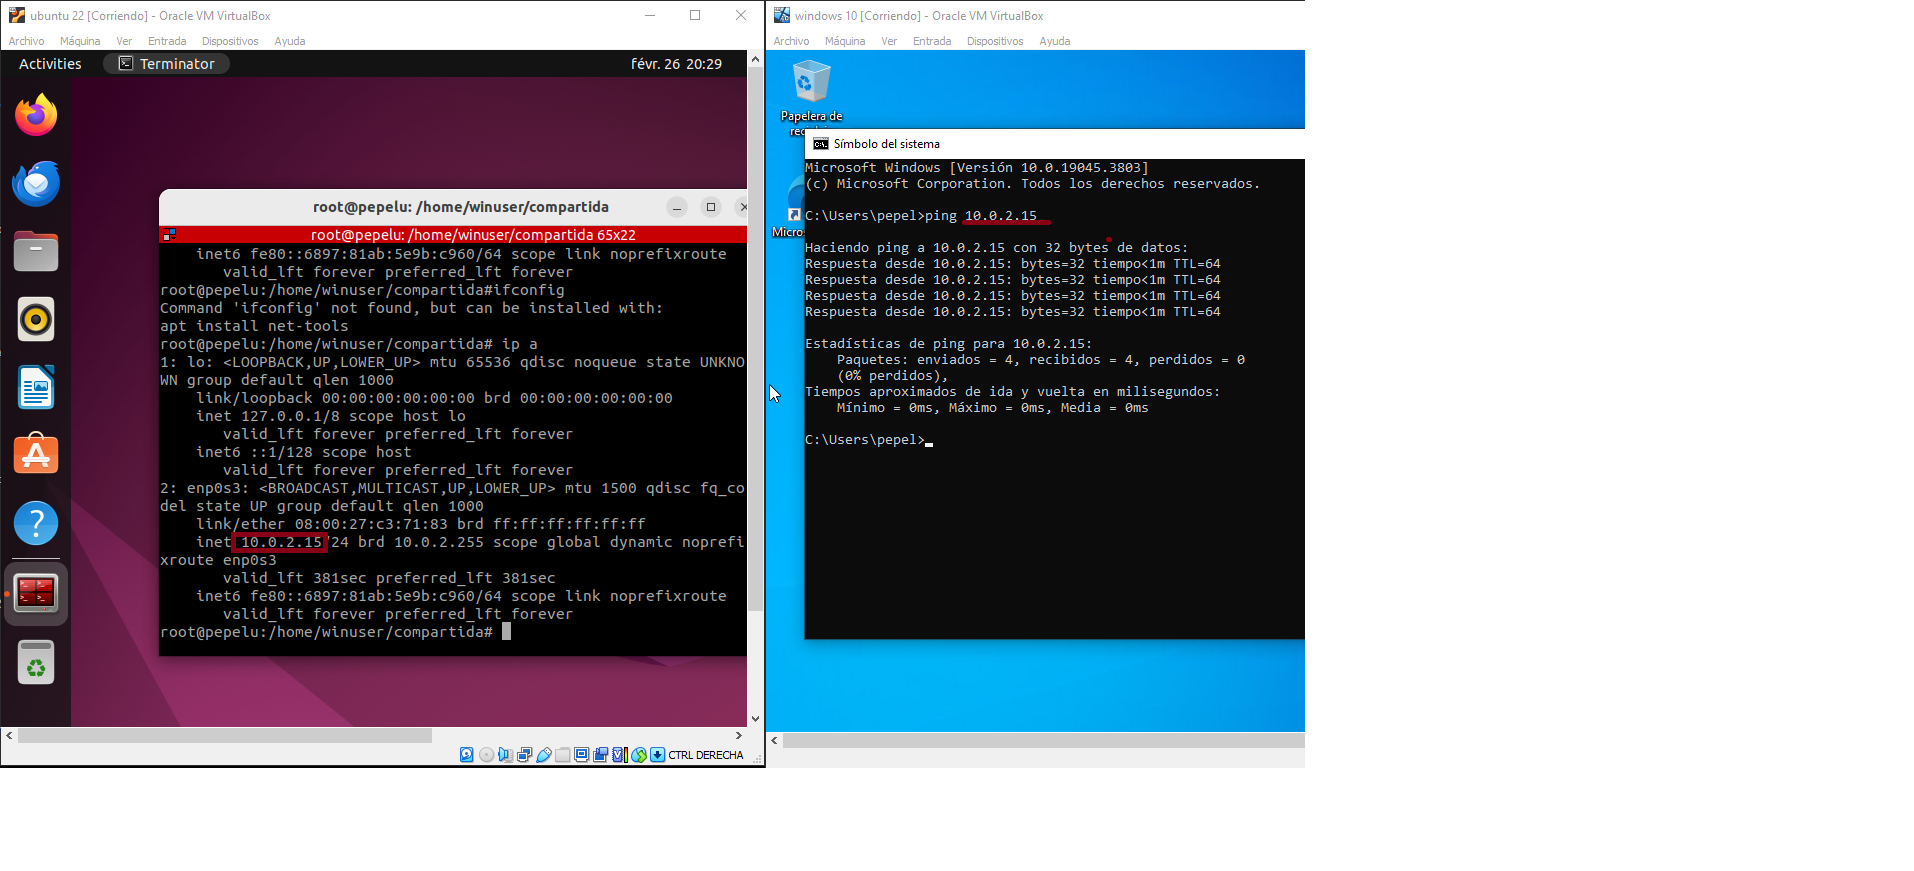 ubuntu 22 [Corriendo] - Oracle VM VirtualBox
Archivo Máquina Ver Entrada Dispositivos Ayuda
Activities Terminator févr. 26 20:29
root@pepelu: /home/winuser/compartida
root@pepelu: /home/winuser/compartida 65x22
inet6 fe80::6897:81ab:5e9b:c960/64 scope link noprefixroute
valid_lft forever preferred_lft forever
root@pepelu:/home/winuser/compartida#ifconfig
Command 'ifconfig' not found, but can be installed with:
apt install net-tools
root@pepelu:/home/winuser/compartida# ip a
1: lo: <LOOPBACK,UP,LOWER_UP> mtu 65536 qdisc noqueue state UNKNO
WN group default qlen 1000
link/loopback 00:00:00:00:00:00 brd 00:00:00:00:00:00
inet 127.0.0.1/8 scope host lo
valid_lft forever preferred_lft forever
inet6 ::1/128 scope host
valid_lft forever preferred_lft forever
2: enp0s3: <BROADCAST,MULTICAST,UP,LOWER_UP> mtu 1500 qdisc fq_co
del state UP group default qlen 1000
link/ether 08:00:27:c3:71:83 brd ff:ff:ff:ff:ff:ff
inet 10.0.2.15/24 brd 10.0.2.255 scope global dynamic noprefi
xroute enp0s3
valid_lft 381sec preferred_lft 381sec
inet6 fe80::6897:81ab:5e9b:c960/64 scope link noprefixroute
valid_lft forever preferred_lft forever
root@pepelu:/home/winuser/compartida#
CTRL DERECHA
windows 10 [Corriendo] - Oracle VM VirtualBox
Archivo Máquina Ver Entrada Dispositivos Ayuda
Papelera de
Micros
Símbolo del sistema
Microsoft Windows [Versión 10.0.19045.3803]
(c) Microsoft Corporation. Todos los derechos reservados.
C:\Users\pepel>ping 10.0.2.15
Haciendo ping a 10.0.2.15 con 32 bytes de datos:
Respuesta desde 10.0.2.15: bytes=32 tiempo<1m TTL=64
Respuesta desde 10.0.2.15: bytes=32 tiempo<1m TTL=64
Respuesta desde 10.0.2.15: bytes=32 tiempo<1m TTL=64
Respuesta desde 10.0.2.15: bytes=32 tiempo<1m TTL=64
Estadísticas de ping para 10.0.2.15:
Paquetes: enviados = 4, recibidos = 4, perdidos = 0
(0% perdidos),
Tiempos aproximados de ida y vuelta en milisegundos:
Mínimo = 0ms, Máximo = 0ms, Media = 0ms
C:\Users\pepel>